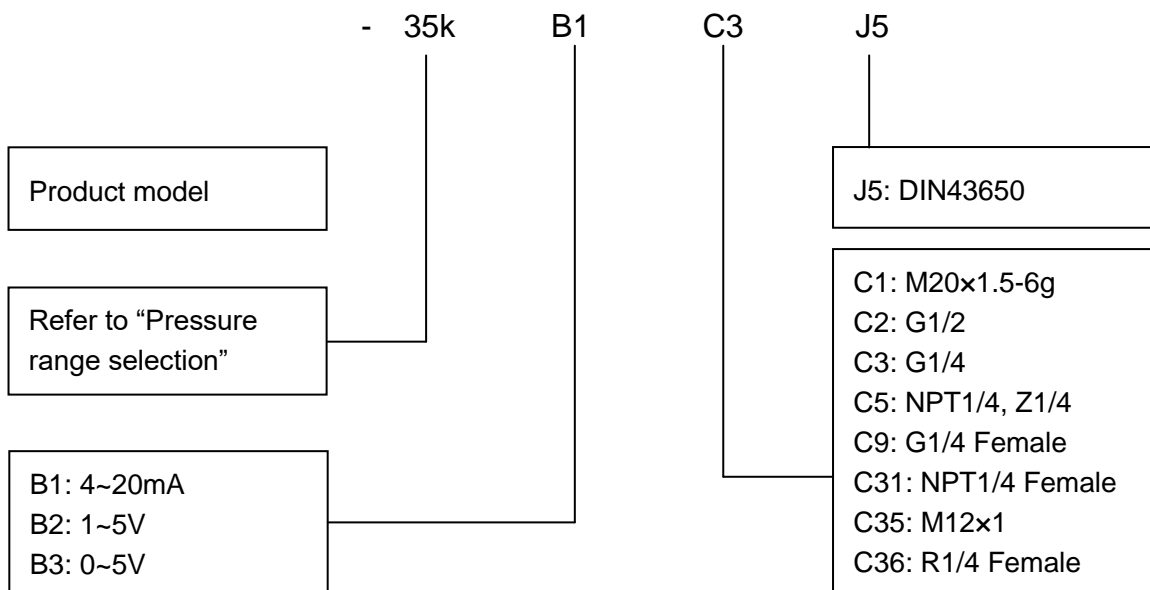 - 35k B1 C3 J5
Product model
Refer to “Pressure
range selection”
B1: 4~20mA
B2: 1~5V
B3: 0~5V
J5: DIN43650
C1: M20×1.5-6g
C2: G1/2
C3: G1/4
C5: NPT1/4, Z1/4
C9: G1/4 Female
C31: NPT1/4 Female
C35: M12×1
C36: R1/4 Female